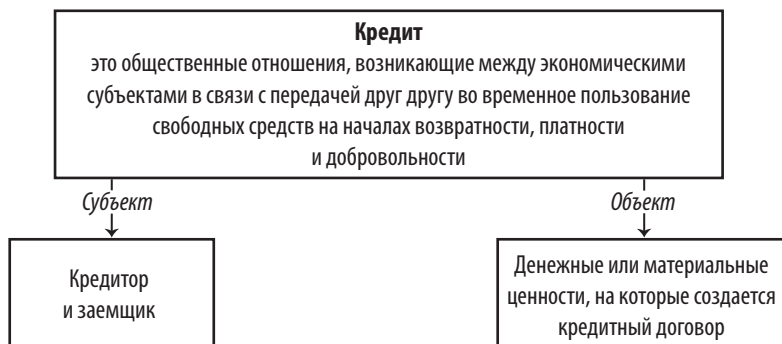 Кредит
это общественные отношения, возникающие между экономическими
субъектами в связи с передачей друг другу во временное пользование
свободных средств на началах возвратности, платности
и добровольности
Субъект
Объект
Кредитор
и заемщик
Денежные или материальные
ценности, на которые создается
кредитный договор